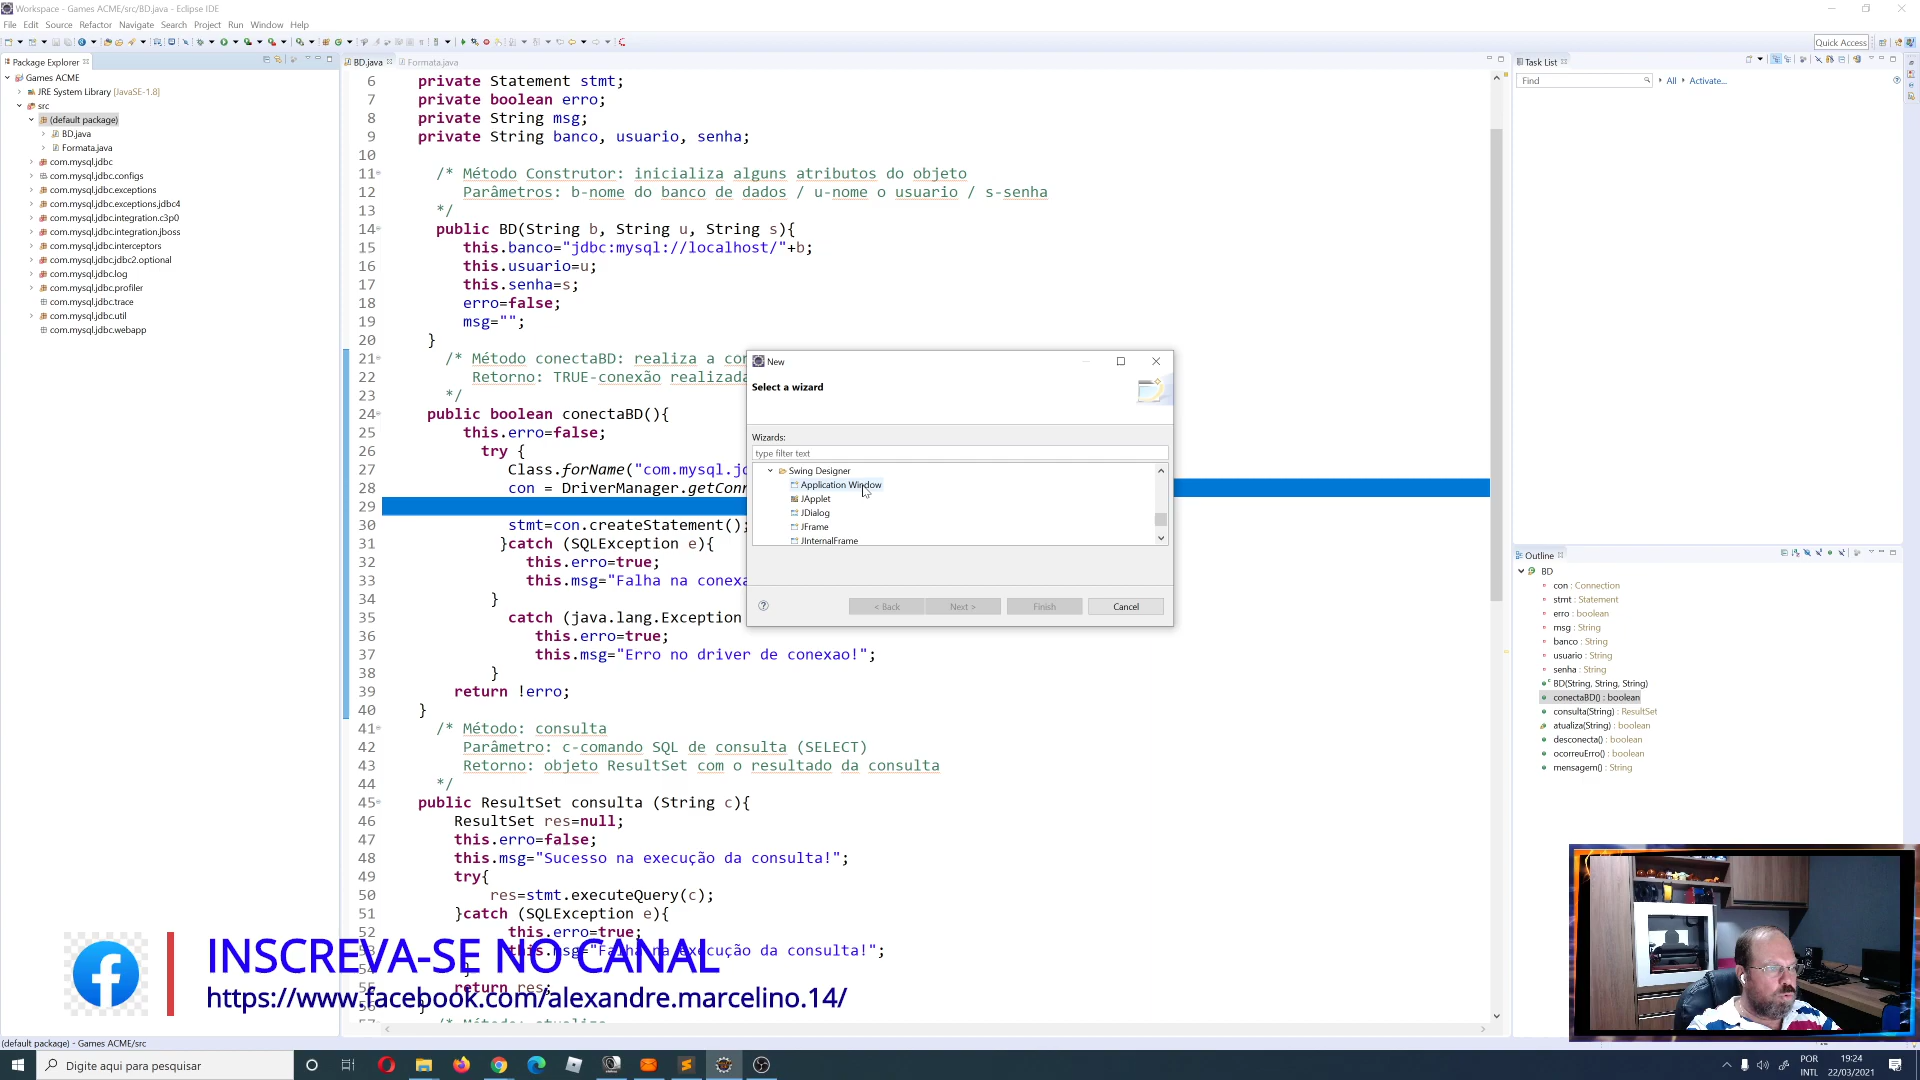 Workspace - Games ACME/src/BD.java - Eclipse IDE
File Edit Source Refactor Navigate Search Project Run Window Help
Quick Access
Package Explorer
Games ACME
JRE System Library [JavaSE-1.8]
src
(default package)
BD.java
Formata.java
com.mysql.jdbc
com.mysql.jdbc.configs
com.mysql.jdbc.exceptions
com.mysql.jdbc.exceptions.jdbc4
com.mysql.jdbc.integration.c3p0
com.mysql.jdbc.integration.jboss
com.mysql.jdbc.interceptors
com.mysql.jdbc.jdbc2.optional
com.mysql.jdbc.log
com.mysql.jdbc.profiler
com.mysql.jdbc.trace
com.mysql.jdbc.util
com.mysql.jdbc.webapp
BD.java Formata.java
6 private Statement stmt;
7 private boolean erro;
8 private String msg;
9 private String banco, usuario, senha;
10
11 /* Método Construtor: inicializa alguns atributos do objeto
12 Parâmetros: b-nome do banco de dados / u-nome o usuario / s-senha
13 */
14 public BD(String b, String u, String s){
15 this.banco="jdbc:mysql://localhost/"+b;
16 this.usuario=u;
17 this.senha=s;
18 erro=false;
19 msg="";
20 }
21 /* Método conectaBD: realiza a co
22 Retorno: TRUE-conexão realizada
23 */
24 public boolean conectaBD(){
25 this.erro=false;
26 try {
27 Class.forName("com.mysql.j
28 con = DriverManager.getCon
29
30 stmt=con.createStatement();
31 }catch (SQLException e){
32 this.erro=true;
33 this.msg="Falha na conexa
34 }
35 catch (java.lang.Exception
36 this.erro=true;
37 this.msg="Erro no driver de conexao!";
38 }
39 return !erro;
40 }
41 /* Método: consulta
42 Parâmetro: c-comando SQL de consulta (SELECT)
43 Retorno: objeto ResultSet com o resultado da consulta
44 */
45 public ResultSet consulta (String c){
46 ResultSet res=null;
47 this.erro=false;
48 this.msg="Sucesso na execução da consulta!";
49 try{
50 res=stmt.executeQuery(c);
51 }catch (SQLException e){
52 this.erro=true;
53 this.msg="Falha na execução da consulta!";
54 }
55 return res;
New
Select a wizard
Wizards:
type filter text
Swing Designer
Application Window
JApplet
JDialog
JFrame
JInternalFrame
< Back Next > Finish Cancel
Task List
Find All Activate...
Outline
BD
con : Connection
stmt : Statement
erro : boolean
msg : String
banco : String
usuario : String
senha : String
BD(String, String, String)
conectaBD() : boolean
consulta(String) : ResultSet
atualiza(String) : boolean
desconecta() : boolean
ocorreuErro() : boolean
mensagem() : String
INSCREVA-SE NO CANAL
https://www.facebook.com/alexandre.marcelino.14/
(default package) - Games ACME/src
Digite aqui para pesquisar
POR
INTL
19:24
22/03/2021